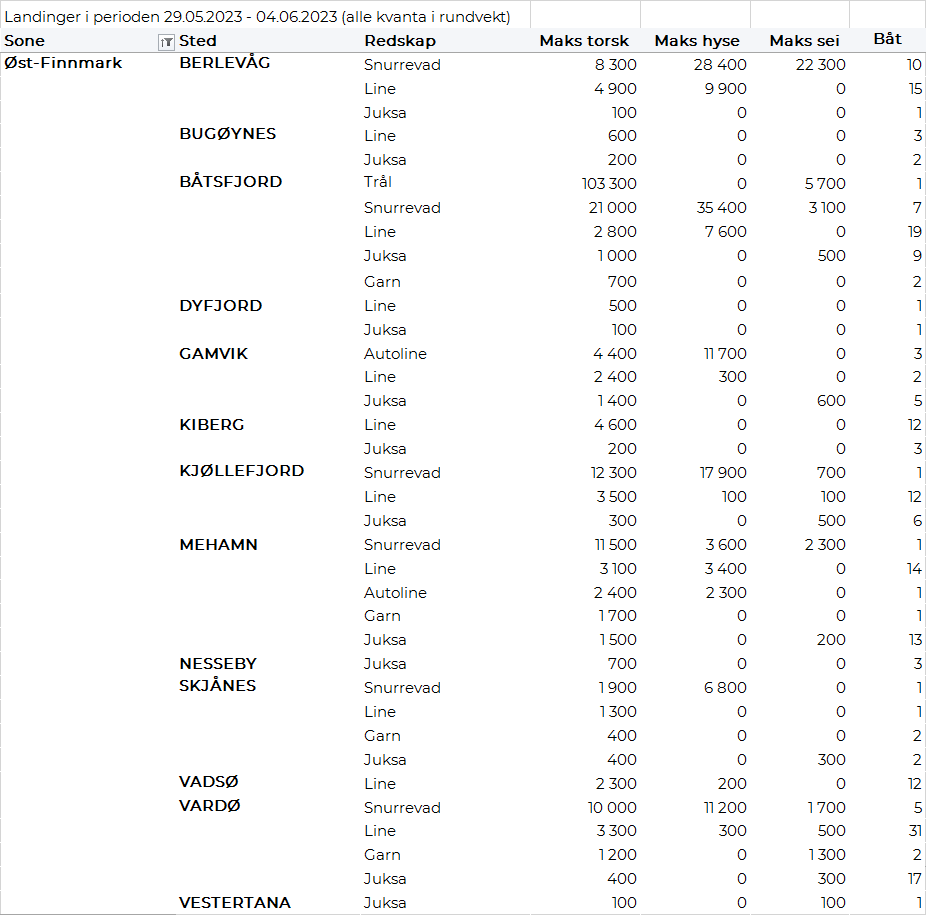 Landinger i perioden 29.05.2023 - 04.06.2023 (alle kvanta i rundvekt)
Sone Sted Redskap Maks torsk Maks hyse Maks sei Båt
Øst-Finnmark BERLEVÅG Snurrevad 8 300 28 400 22 300 10
Line 4 900 9 900 0 15
Juksa 100 0 0 1
BUGØYNES Line 600 0 0 3
Juksa 200 0 0 2
BÅTSFJORD Trål 103 300 0 5 700 1
Snurrevad 21 000 35 400 3 100 7
Line 2 800 7 600 0 19
Juksa 1 000 0 500 9
Garn 700 0 0 2
DYFJORD Line 500 0 0 1
Juksa 100 0 0 1
GAMVIK Autoline 4 400 11 700 0 3
Line 2 400 300 0 2
Juksa 1 400 0 600 5
KIBERG Line 4 600 0 0 12
Juksa 200 0 0 3
KJØLLEFJORD Snurrevad 12 300 17 900 700 1
Line 3 500 100 100 12
Juksa 300 0 500 6
MEHAMN Snurrevad 11 500 3 600 2 300 1
Line 3 100 3 400 0 14
Autoline 2 400 2 300 0 1
Garn 1 700 0 0 1
Juksa 1 500 0 200 13
NESSEBY Juksa 700 0 0 3
SKJÅNES Snurrevad 1 900 6 800 0 1
Line 1 300 0 0 1
Garn 400 0 0 2
Juksa 400 0 300 2
VADSØ Line 2 300 200 0 12
VARDØ Snurrevad 10 000 11 200 1 700 5
Line 3 300 300 500 31
Garn 1 200 0 1 300 2
Juksa 400 0 300 17
VESTERTANA Juksa 100 0 100 1